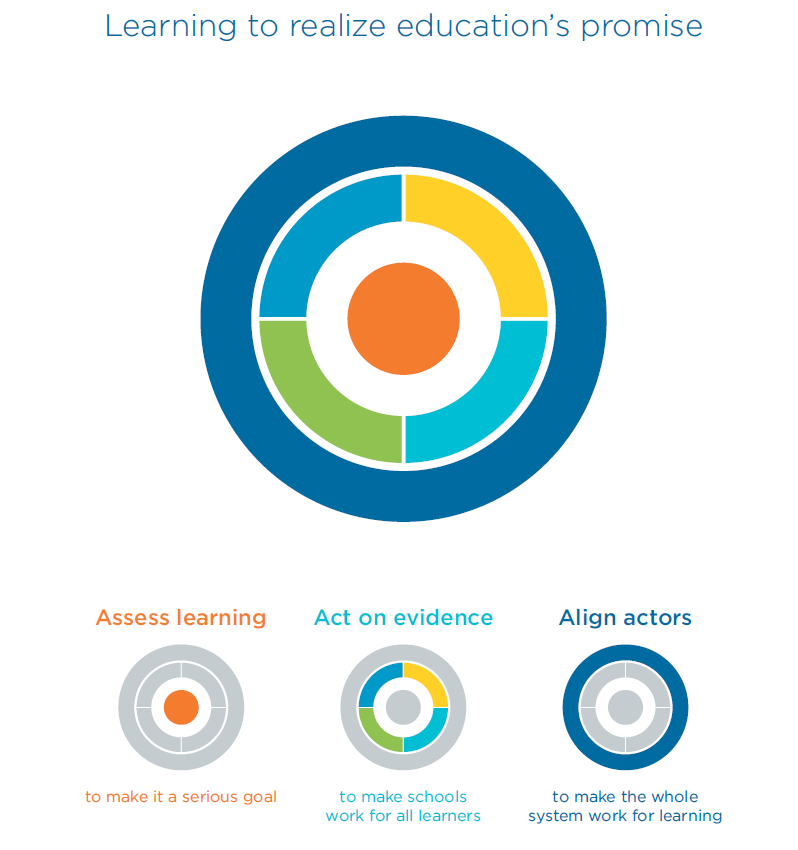 Learning to realize education’s promise
Assess learning
Act on evidence
Align actors
to make it a serious goal
to make schools
work for all learners
to make the whole
system work for learning